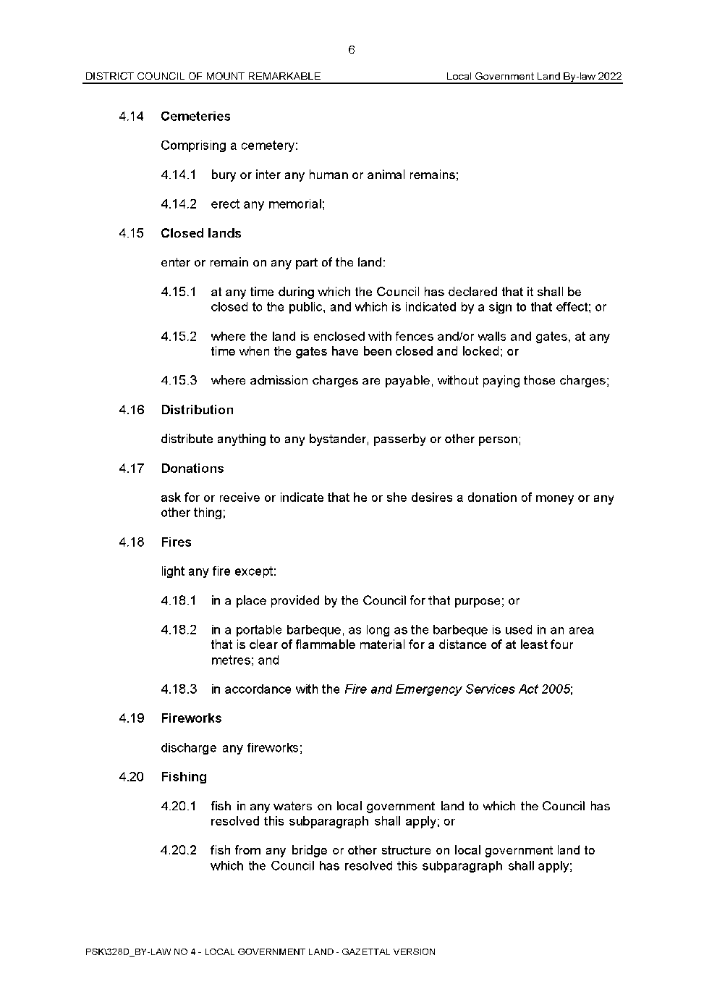 6
DISTRICT COUNCIL OF MOUNT REMARKABLE Local Government Land By-law 2022
4.14 Cemeteries
Comprising a cemetery:
4.14.1 bury or inter any human or animal remains;
4.14.2 erect any memorial;
4.15 Closed lands
enter or remain on any part of the land:
4.15.1 at any time during which the Council has declared that it shall be
closed to the public, and which is indicated by a sign to that effect; or
4.15.2 where the land is enclosed with fences and/or walls and gates, at any
time when the gates have been closed and locked; or
4.15.3 where admission charges are payable, without paying those charges;
4.16 Distribution
distribute anything to any bystander, passerby or other person;
4.17 Donations
ask for or receive or indicate that he or she desires a donation of money or any
other thing;
4.18 Fires
light any fire except:
4.18.1 in a place provided by the Council for that purpose; or
4.18.2 in a portable barbeque, as long as the barbeque is used in an area
that is clear of flammable material for a distance of at least four
metres; and
4.18.3 in accordance with the Fire and Emergency Services Act 2005;
4.19 Fireworks
discharge any fireworks;
4.20 Fishing
4.20.1 fish in any waters on local government land to which the Council has
resolved this subparagraph shall apply; or
4.20.2 fish from any bridge or other structure on local government land to
which the Council has resolved this subparagraph shall apply;
PSK\328D_BY-LAW NO 4 - LOCAL GOVERNMENT LAND - GAZETTAL VERSION